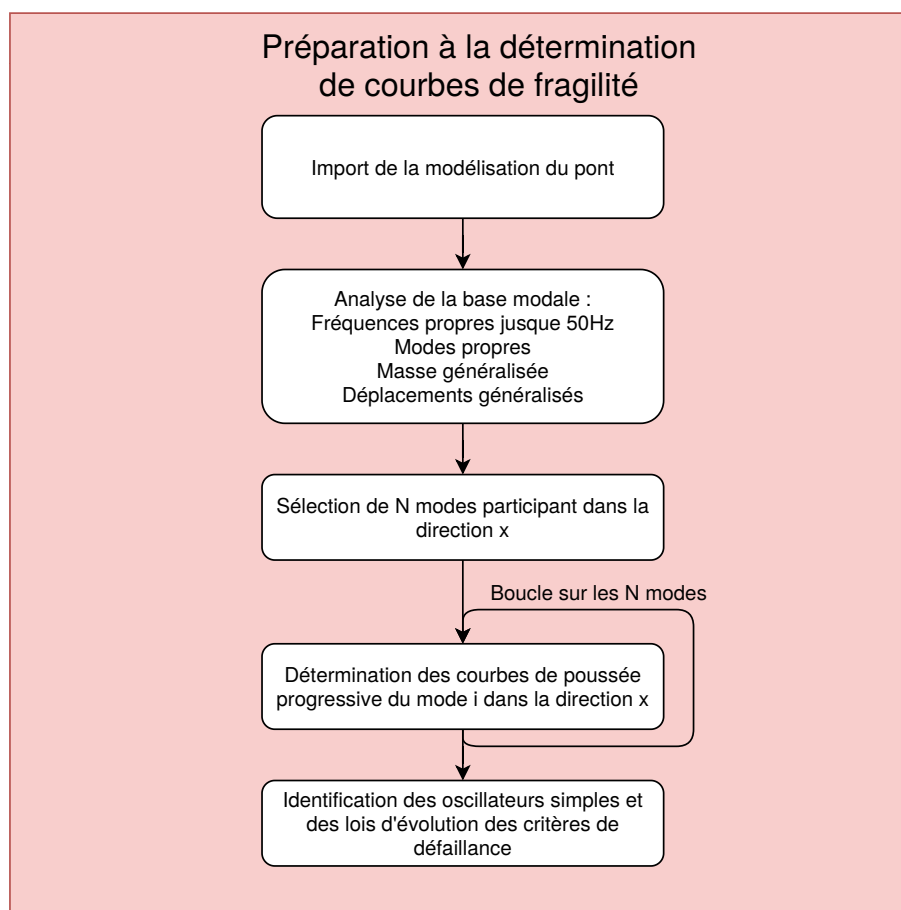 Préparation à la détermination
de courbes de fragilité
Import de la modélisation du pont
Analyse de la base modale :
Fréquences propres jusque 50Hz
Modes propres
Masse généralisée
Déplacements généralisés
Sélection de N modes participant dans la
direction x
Boucle sur les N modes
Détermination des courbes de poussée
progressive du mode i dans la direction x
Identification des oscillateurs simples et
des lois d'évolution des critères de
défaillance